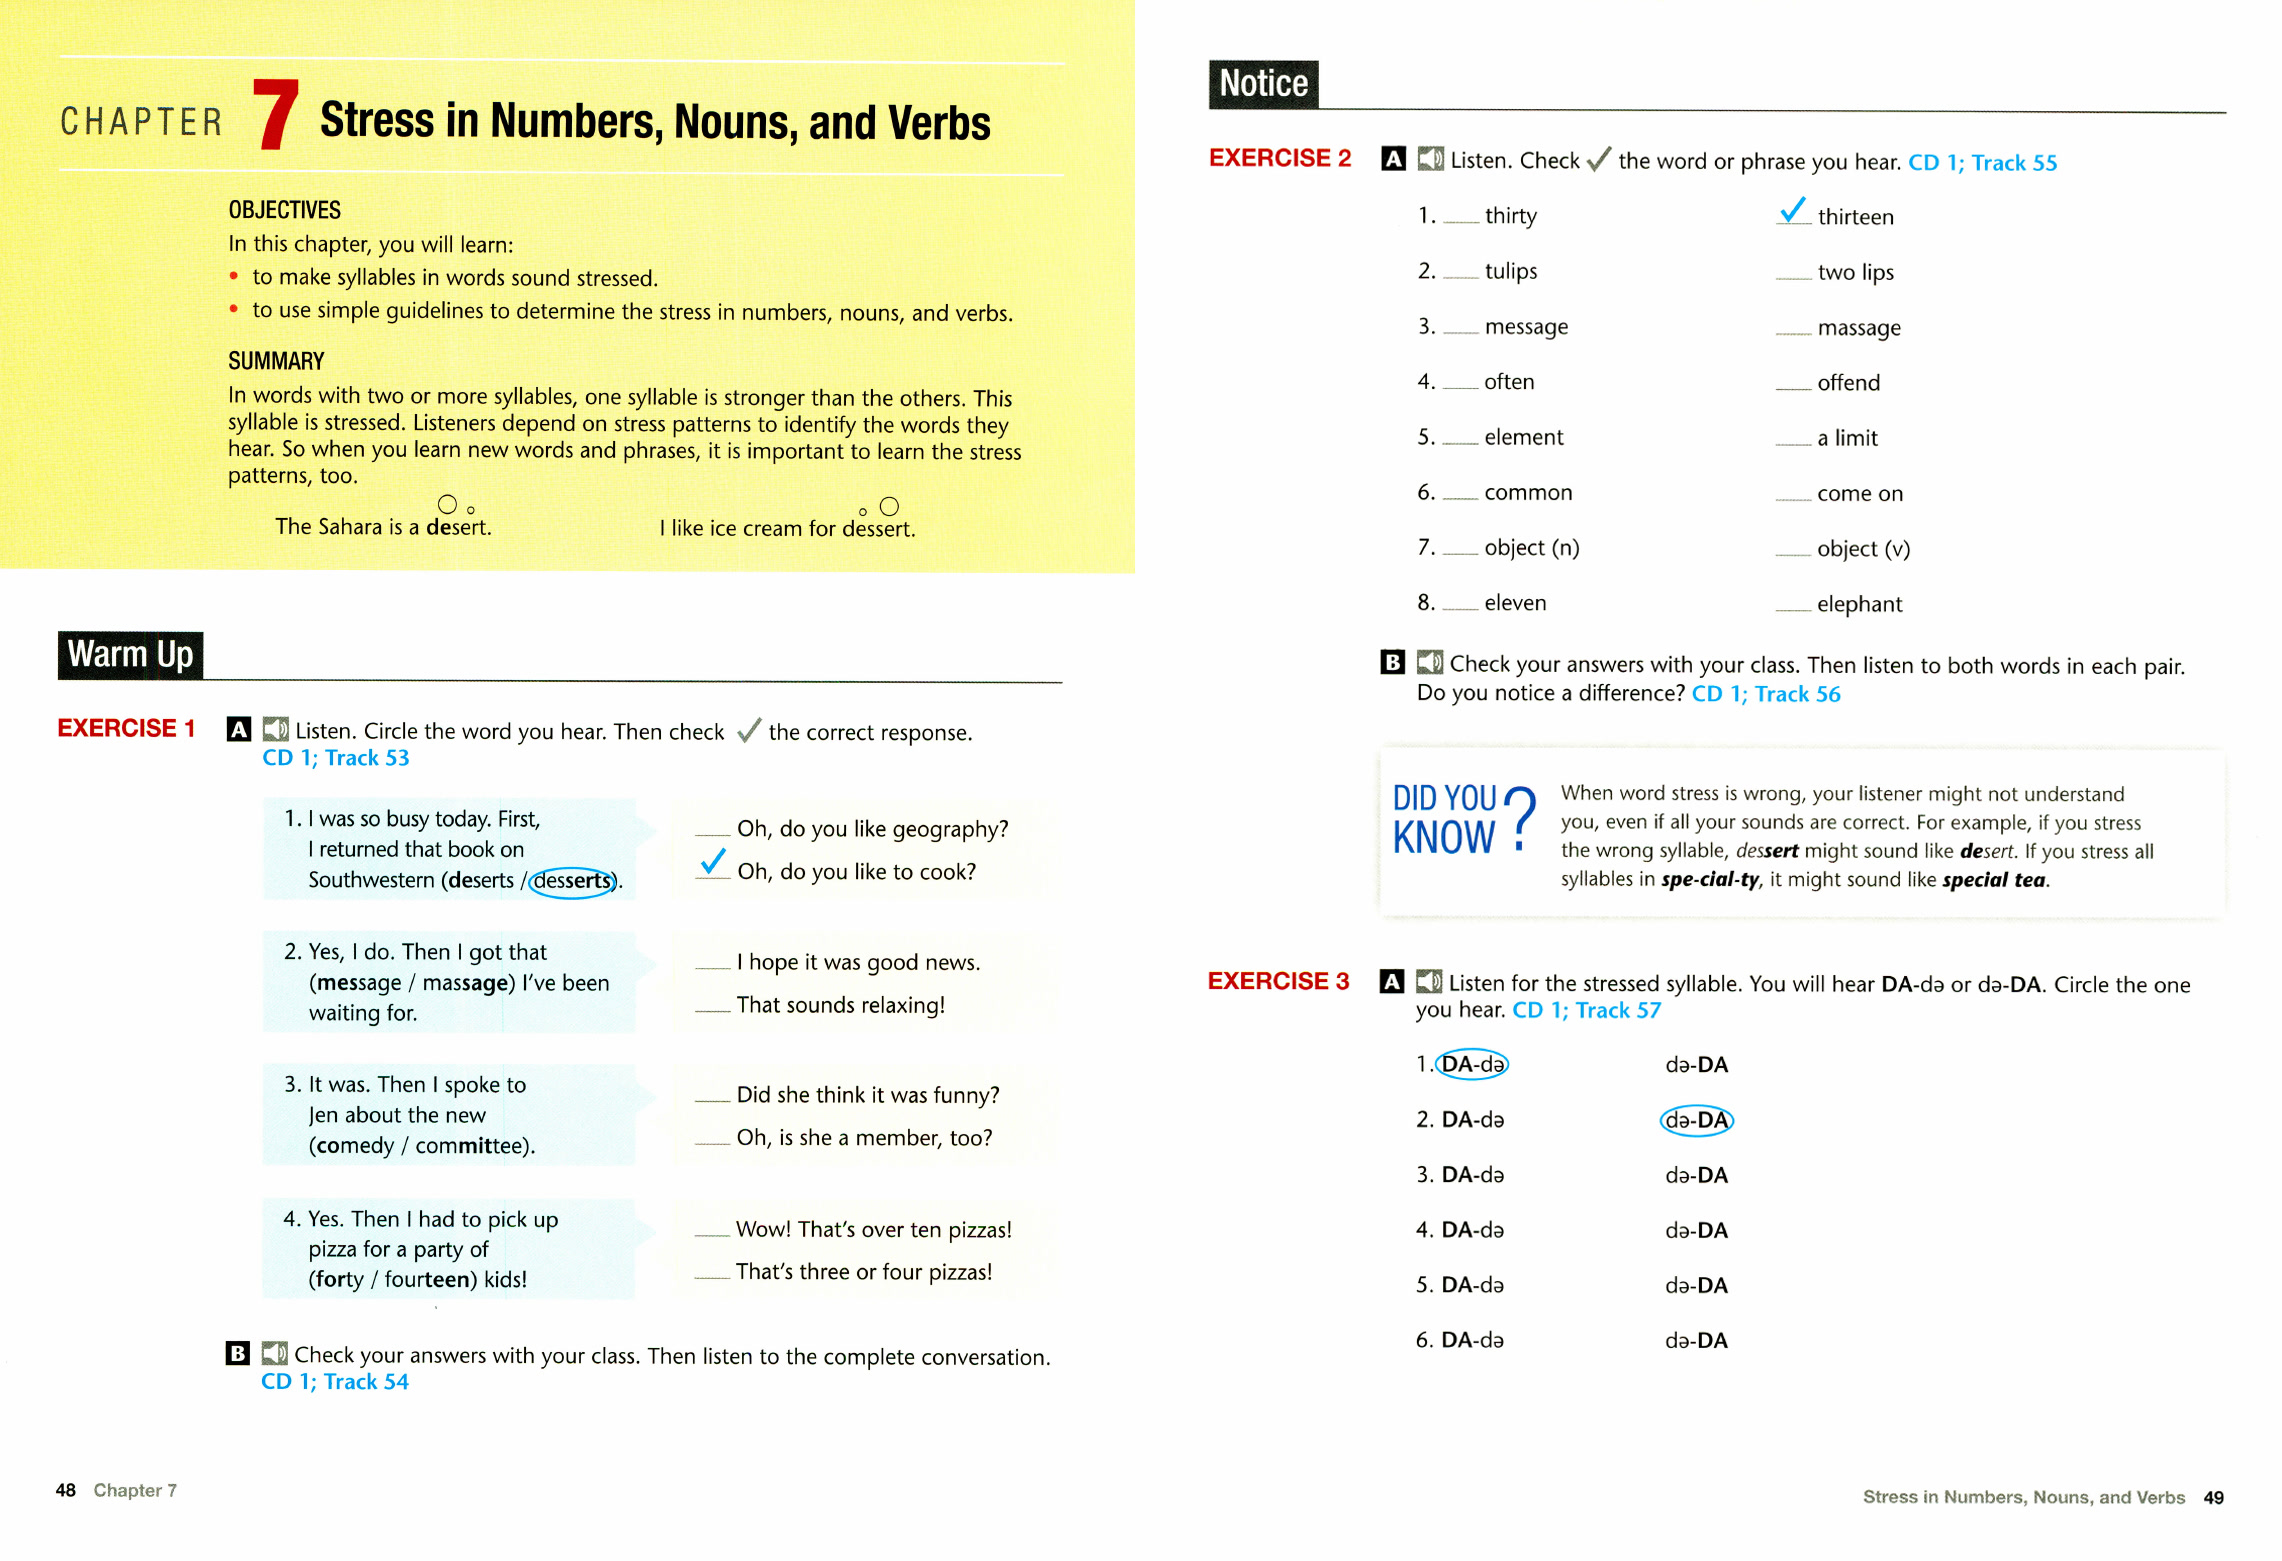 CHAPTER 7 Stress in Numbers, Nouns, and Verbs
OBJECTIVES
In this chapter, you will learn:
• to make syllables in words sound stressed.
• to use simple guidelines to determine the stress in numbers, nouns, and verbs.
SUMMARY
In words with two or more syllables, one syllable is stronger than the others. This
syllable is stressed. Listeners depend on stress patterns to identify the words they
hear. So when you learn new words and phrases, it is important to learn the stress
patterns, too.
The Sahara is a desert. I like ice cream for dessert.
Warm Up
EXERCISE 1 A Listen. Circle the word you hear. Then check ✓ the correct response.
CD 1; Track 53
1. I was so busy today. First,
I returned that book on
Southwestern (deserts / desserts).
Oh, do you like geography?
✓ Oh, do you like to cook?
2. Yes, I do. Then I got that
(message / massage) I've been
waiting for.
___ I hope it was good news.
___ That sounds relaxing!
3. It was. Then I spoke to
Jen about the new
(comedy / committee).
___ Did she think it was funny?
___ Oh, is she a member, too?
4. Yes. Then I had to pick up
pizza for a party of
(forty / fourteen) kids!
___ Wow! That's over ten pizzas!
___ That's three or four pizzas!
B Check your answers with your class. Then listen to the complete conversation.
CD 1; Track 54
48 Chapter 7
Notice
EXERCISE 2 A Listen. Check ✓ the word or phrase you hear. CD 1; Track 55
1. ___ thirty ✓ thirteen
2. ___ tulips ___ two lips
3. ___ message ___ massage
4. ___ often ___ offend
5. ___ element ___ a limit
6. ___ common ___ come on
7. ___ object (n) ___ object (v)
8. ___ eleven ___ elephant
B Check your answers with your class. Then listen to both words in each pair.
Do you notice a difference? CD 1; Track 56
DID YOU
KNOW?
When word stress is wrong, your listener might not understand
you, even if all your sounds are correct. For example, if you stress
the wrong syllable, dessert might sound like desert. If you stress all
syllables in spe-cial-ty, it might sound like special tea.
EXERCISE 3 A Listen for the stressed syllable. You will hear DA-də or də-DA. Circle the one
you hear. CD 1; Track 57
1. DA-də də-DA
2. DA-də də-DA
3. DA-də də-DA
4. DA-də də-DA
5. DA-də də-DA
6. DA-də də-DA
Stress in Numbers, Nouns, and Verbs 49